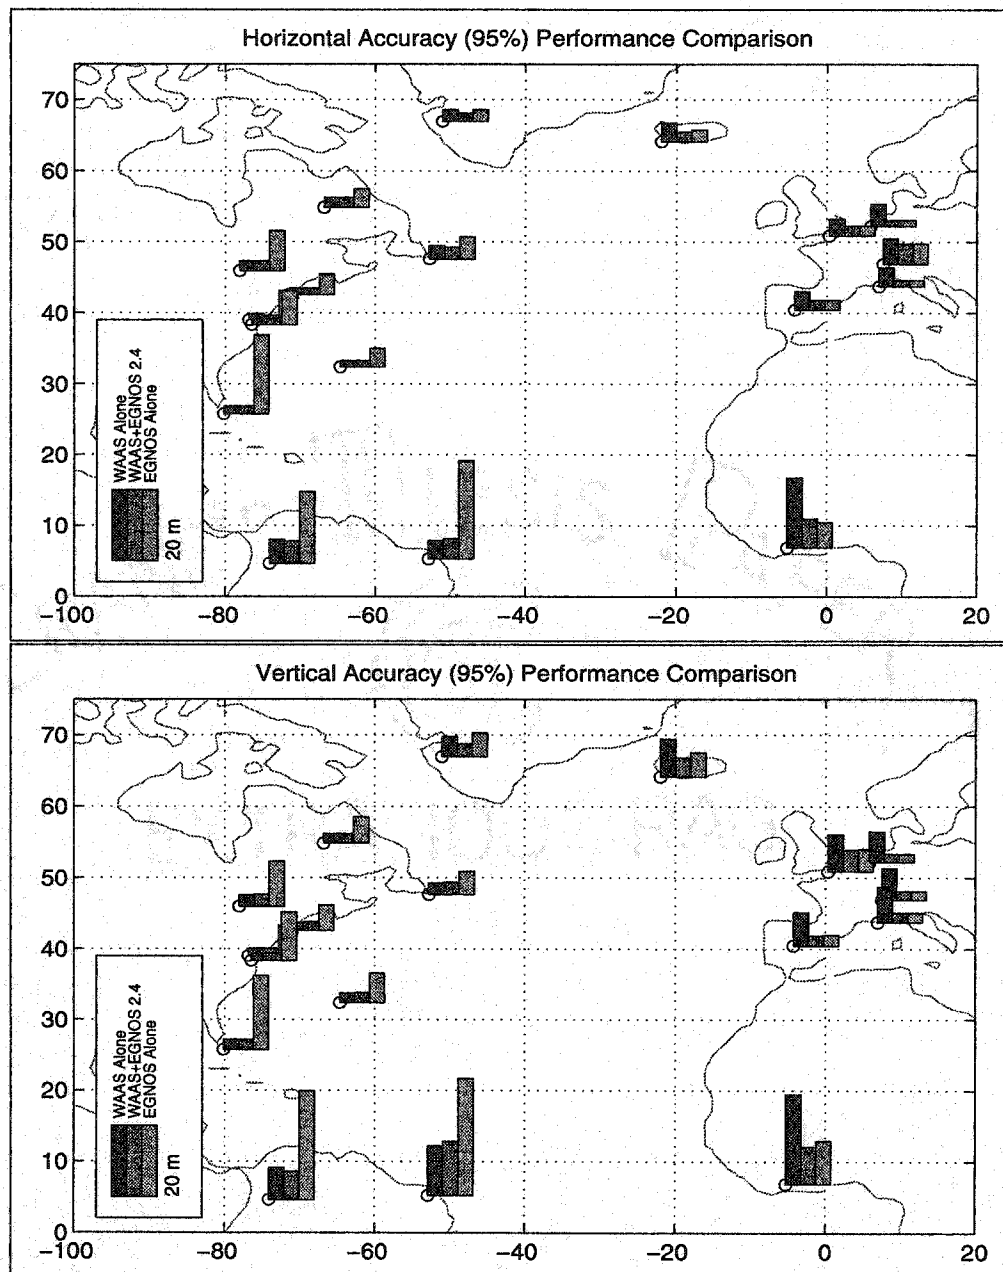 Horizontal Accuracy (95%) Performance Comparison
70
60
50
40
30
20
10
0
WAAS Alone
WAAS+EGNOS 2.4
EGNOS Alone
20 m
−100 −80 −60 −40 −20 0 20
Vertical Accuracy (95%) Performance Comparison
70
60
50
40
30
20
10
0
WAAS Alone
WAAS+EGNOS 2.4
EGNOS Alone
20 m
−100 −80 −60 −40 −20 0 20